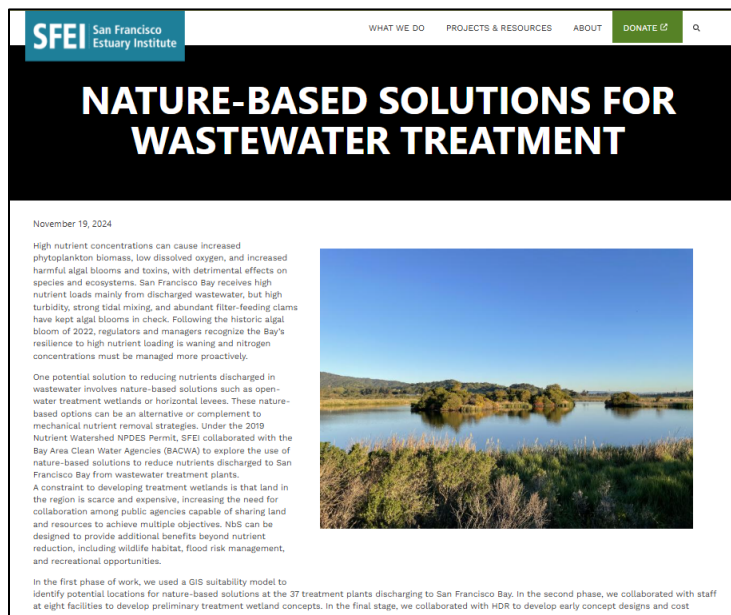 SFEI San Francisco Estuary Institute
WHAT WE DO PROJECTS & RESOURCES ABOUT DONATE
NATURE-BASED SOLUTIONS FOR
WASTEWATER TREATMENT
November 19, 2024
High nutrient concentrations can cause increased
phytoplankton biomass, low dissolved oxygen, and increased
harmful algal blooms and toxins, with detrimental effects on
species and ecosystems. San Francisco Bay receives high
nutrient loads mainly from discharged wastewater, but high
turbidity, strong tidal mixing, and abundant filter-feeding clams
have kept algal blooms in check. Following the historic algal
bloom of 2022, regulators and managers recognize the Bay's
resilience to high nutrient loading is waning and nitrogen
concentrations must be managed more proactively.
One potential solution to reducing nutrients discharged in
wastewater involves nature-based solutions such as open-
water treatment wetlands or horizontal levees. These nature-
based options can be an alternative or complement to
mechanical nutrient removal strategies. Under the 2019
Nutrient Watershed NPDES Permit, SFEI collaborated with the
Bay Area Clean Water Agencies (BACWA) to explore the use of
nature-based solutions to reduce nutrients discharged to San
Francisco Bay from wastewater treatment plants.
A constraint to developing treatment wetlands is that land in
the region is scarce and expensive, increasing the need for
collaboration among public agencies capable of sharing land
and resources to achieve multiple objectives. NbS can be
designed to provide additional benefits beyond nutrient
reduction, including wildlife habitat, flood risk management,
and recreational opportunities.
In the first phase of work, we used a GIS suitability model to
identify potential locations for nature-based solutions at the 37 treatment plants discharging to San Francisco Bay. In the second phase, we collaborated with staff
at eight facilities to develop preliminary treatment wetland concepts. In the final stage, we collaborated with HDR to develop early concept designs and cost